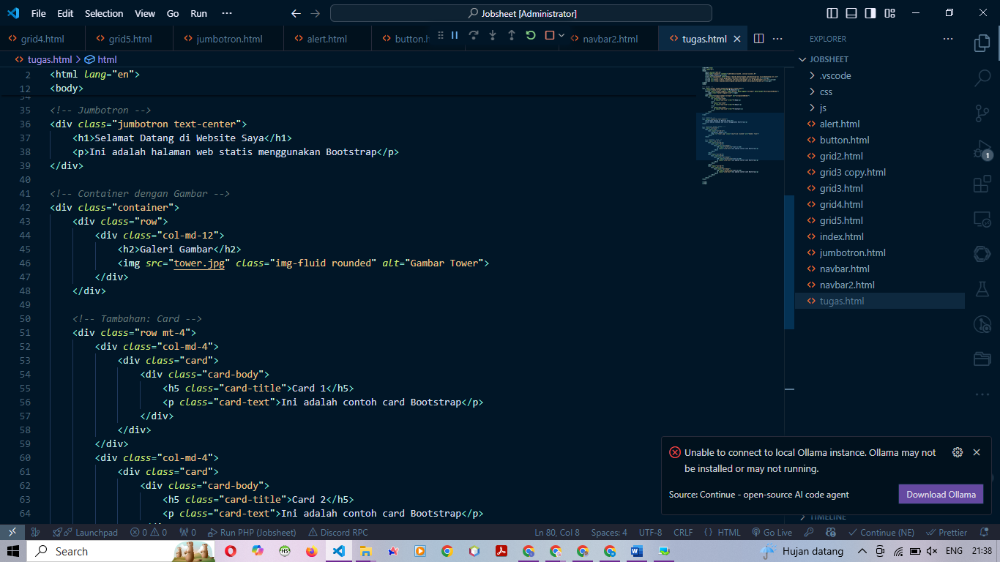 File Edit Selection View Go Run ··· Jobsheet [Administrator]
grid4.html grid5.html jumbotron.html alert.html button.h navbar2.html tugas.html
tugas.html > html
2 <html lang="en">
12 <body>
34
35 <!-- Jumbotron -->
36 <div class="jumbotron text-center">
37 <h1>Selamat Datang di Website Saya</h1>
38 <p>Ini adalah halaman web statis menggunakan Bootstrap</p>
39 </div>
40
41 <!-- Container dengan Gambar -->
42 <div class="container">
43 <div class="row">
44 <div class="col-md-12">
45 <h2>Galeri Gambar</h2>
46 <img src="tower.jpg" class="img-fluid rounded" alt="Gambar Tower">
47 </div>
48 </div>
49
50 <!-- Tambahan: Card -->
51 <div class="row mt-4">
52 <div class="col-md-4">
53 <div class="card">
54 <div class="card-body">
55 <h5 class="card-title">Card 1</h5>
56 <p class="card-text">Ini adalah contoh card Bootstrap</p>
57 </div>
58 </div>
59 </div>
60 <div class="col-md-4">
61 <div class="card">
62 <div class="card-body">
63 <h5 class="card-title">Card 2</h5>
64 <p class="card-text">Ini adalah contoh card Bootstrap</p>
EXPLORER
JOBSHEET
.vscode
css
js
alert.html
button.html
grid2.html
grid3 copy.html
grid3.html
grid4.html
grid5.html
index.html
jumbotron.html
navbar.html
navbar2.html
tugas.html
1
Unable to connect to local Ollama instance. Ollama may not
be installed or may not running.
Source: Continue - open-source AI code agent Download Ollama
TIMELINE
Launchpad 0 0 0 Run PHP (Jobsheet) Discord RPC Ln 80, Col 8 Spaces: 4 UTF-8 CRLF {} HTML Go Live Continue (NE) Prettier
Search Hujan datang ENG 21:38